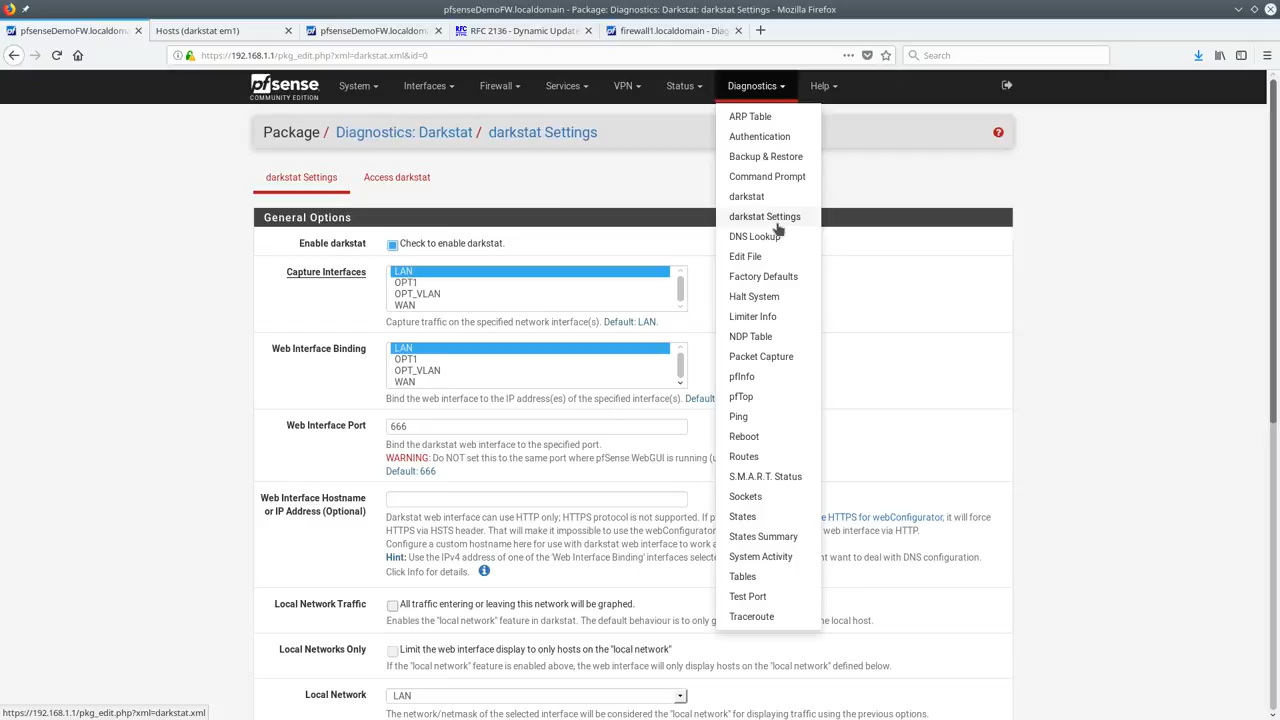 pfsenseDemoFW.localdomain - Package: Diagnostics: Darkstat: darkstat Settings - Mozilla Firefox
pfsenseDemoFW.localdomain - × Hosts (darkstat em1) × pfsenseDemoFW.localdomain - × RFC 2136 - Dynamic Update × firewall1.localdomain - Diag ×
https://192.168.1.1/pkg_edit.php?xml=darkstat.xml&id=0
Search
pfsense
COMMUNITY EDITION
System Interfaces Firewall Services VPN Status Diagnostics Help
Package / Diagnostics: Darkstat / darkstat Settings
darkstat Settings Access darkstat
General Options
Enable darkstat Check to enable darkstat.
Capture Interfaces
LAN
OPT1
OPT_VLAN
WAN
Capture traffic on the specified network interface(s). Default: LAN.
Web Interface Binding
LAN
OPT1
OPT_VLAN
WAN
Bind the web interface to the IP address(es) of the specified interface(s). Default
Web Interface Port 666
Bind the darkstat web interface to the specified port.
WARNING: Do NOT set this to the same port where pfSense WebGUI is running (
Default: 666
Web Interface Hostname
or IP Address (Optional)
Darkstat web interface can use HTTP only; HTTPS protocol is not supported. If HTTPS for webConfigurator, it will force
HTTPS via HSTS header. That will make it impossible to use the webConfigurator web interface via HTTP.
Configure a custom hostname here for use with darkstat web interface to work
Hint: Use the IPv4 address of one of the 'Web Interface Binding' interfaces want to deal with DNS configuration.
Click Info for details.
Local Network Traffic All traffic entering or leaving this network will be graphed.
Enables the "local network" feature in darkstat. The default behaviour is to only the local host.
Local Networks Only Limit the web interface display to only hosts on the "local network"
If the "local network" feature is enabled above, the web interface will only display hosts on the "local network" defined below.
Local Network LAN
The network/netmask of the selected interface will be considered the "local network" for displaying traffic using the previous options.
ARP Table
Authentication
Backup & Restore
Command Prompt
darkstat
darkstat Settings
DNS Lookup
Edit File
Factory Defaults
Halt System
Limiter Info
NDP Table
Packet Capture
pfInfo
pfTop
Ping
Reboot
Routes
S.M.A.R.T. Status
Sockets
States
States Summary
System Activity
Tables
Test Port
Traceroute
https://192.168.1.1/pkg_edit.php?xml=darkstat.xml